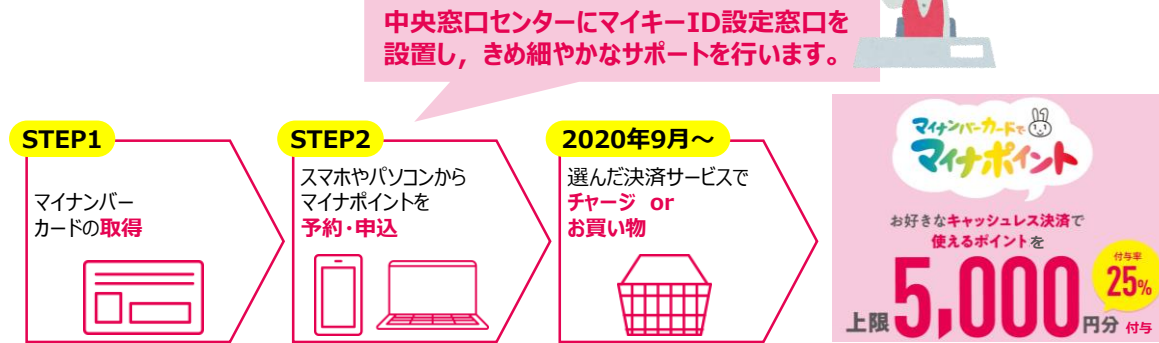 中央窓口センターにマイキーID設定窓口を
設置し，きめ細やかなサポートを行います。
STEP1
マイナンバー
カードの取得
STEP2
スマホやパソコンから
マイナポイントを
予約・申込
2020年9月～
選んだ決済サービスで
チャージ or
お買い物
マイナンバーカードで
マイナポイント
お好きなキャッシュレス決済で
使えるポイントを
付与率
25%
上限5,000円分 付与